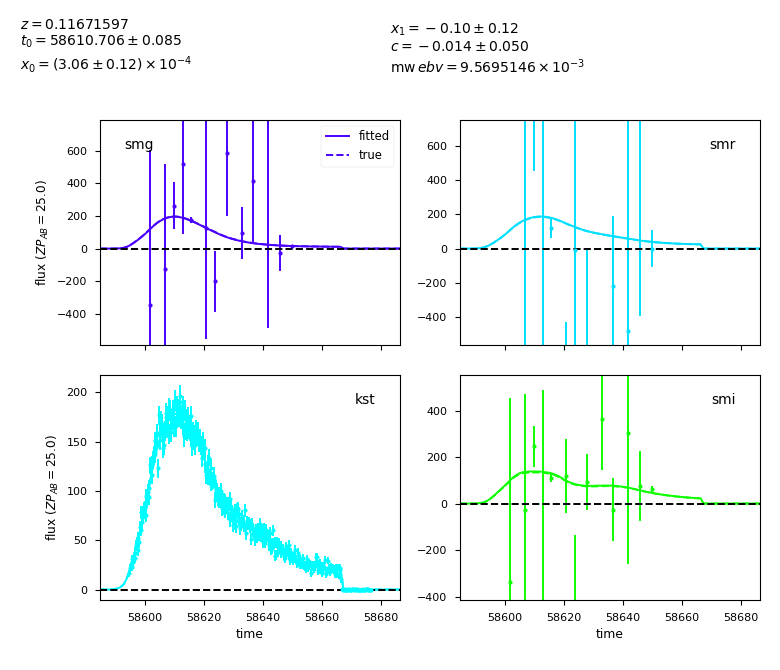 z = 0.11671597
t₀ = 58610.706 ± 0.085
x₀ = (3.06 ± 0.12) × 10⁻⁴
x₁ = −0.10 ± 0.12
c = −0.014 ± 0.050
mw ebv = 9.5695146 × 10⁻³
smg
fitted
true
600
400
200
0
−200
−400
flux (ZP_AB = 25.0)
smr
600
400
200
0
−200
−400
kst
200
150
100
50
0
flux (ZP_AB = 25.0)
58600 58620 58640 58660 58680
time
smi
400
200
0
−200
−400
58600 58620 58640 58660 58680
time